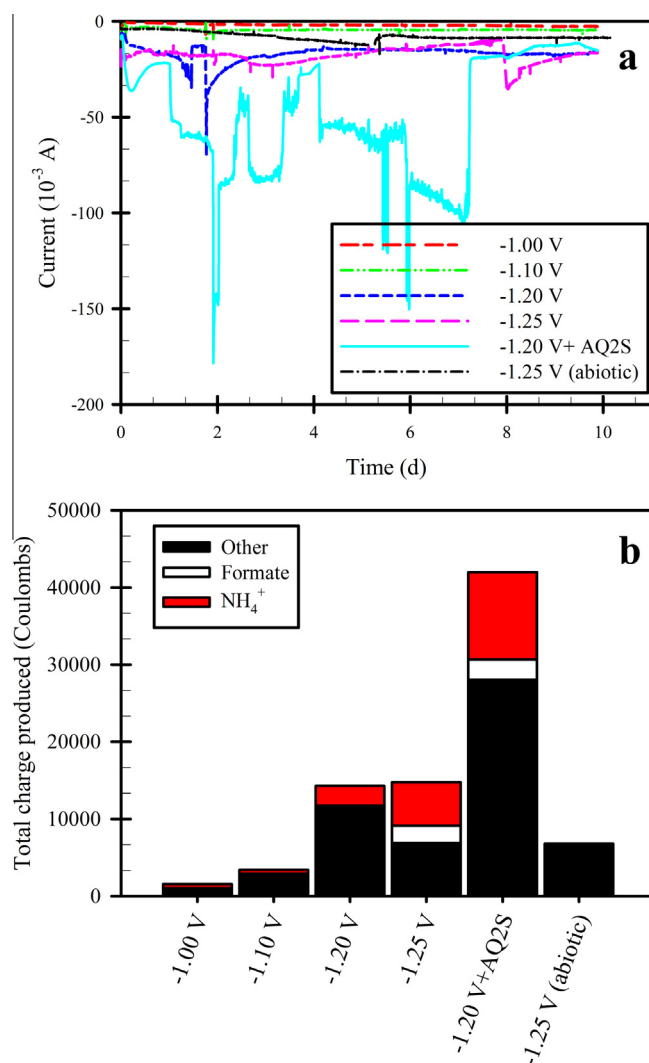 0
-50
-100
-150
-200
Current (10⁻³ A)
a
-1.00 V
-1.10 V
-1.20 V
-1.25 V
-1.20 V+ AQ2S
-1.25 V (abiotic)
0 2 4 6 8 10
Time (d)
50000
40000
30000
20000
10000
0
Total charge produced (Coulombs)
b
Other
Formate
NH₄⁺
-1.00 V
-1.10 V
-1.20 V
-1.25 V
-1.20 V+AQ2S
-1.25 V (abiotic)